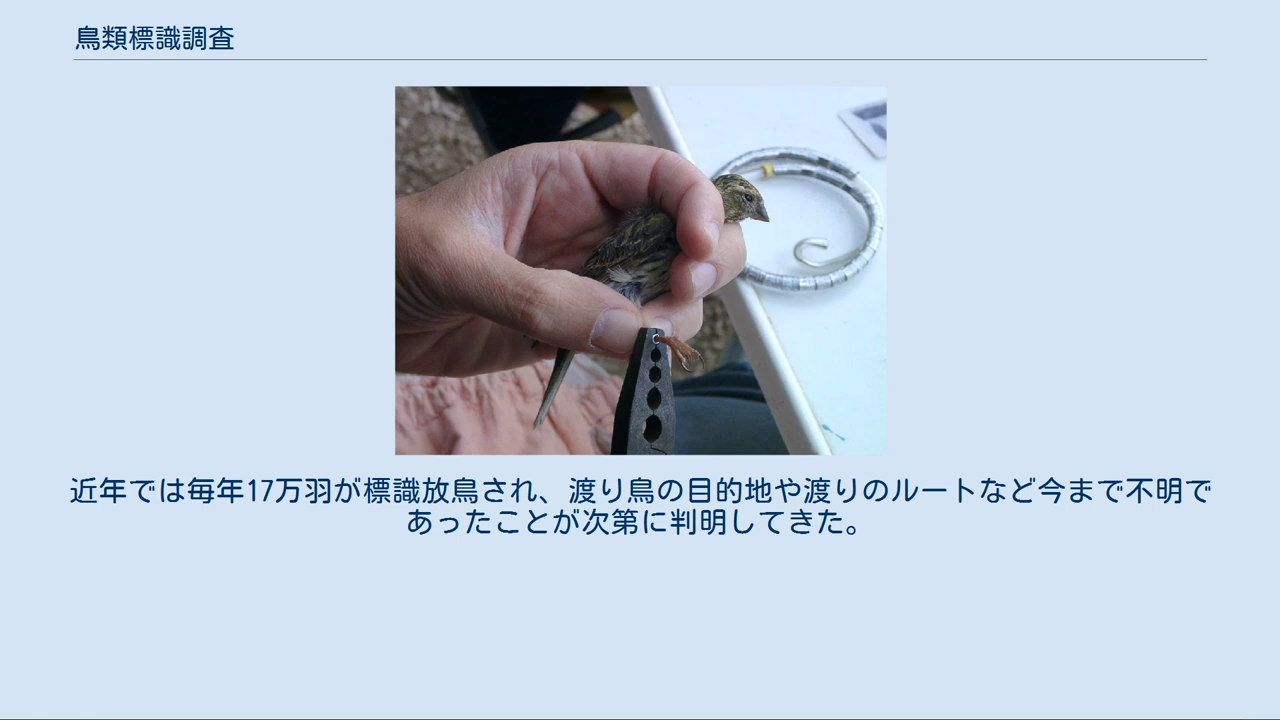 鳥類標識調査
近年では毎年17万羽が標識放鳥され、渡り鳥の目的地や渡りのルートなど今まで不明で
あったことが次第に判明してきた。